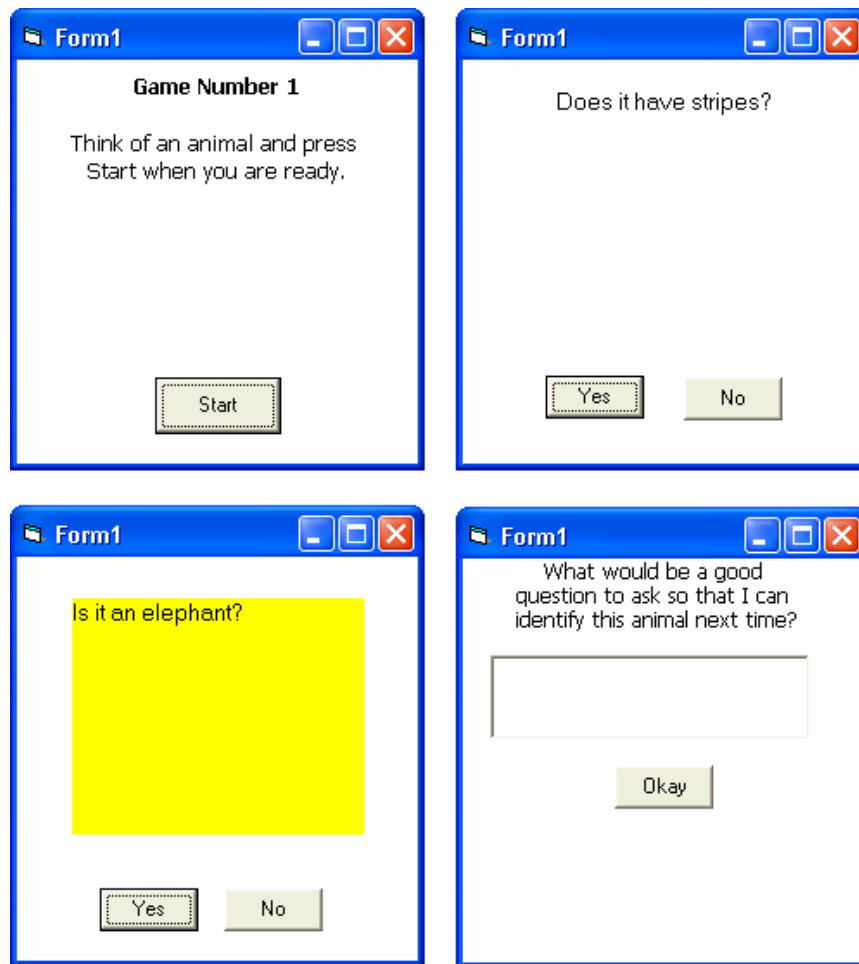 Form1
Game Number 1
Think of an animal and press
Start when you are ready.
Start
Form1
Does it have stripes?
Yes
No
Form1
Is it an elephant?
Yes
No
Form1
What would be a good
question to ask so that I can
identify this animal next time?
Okay